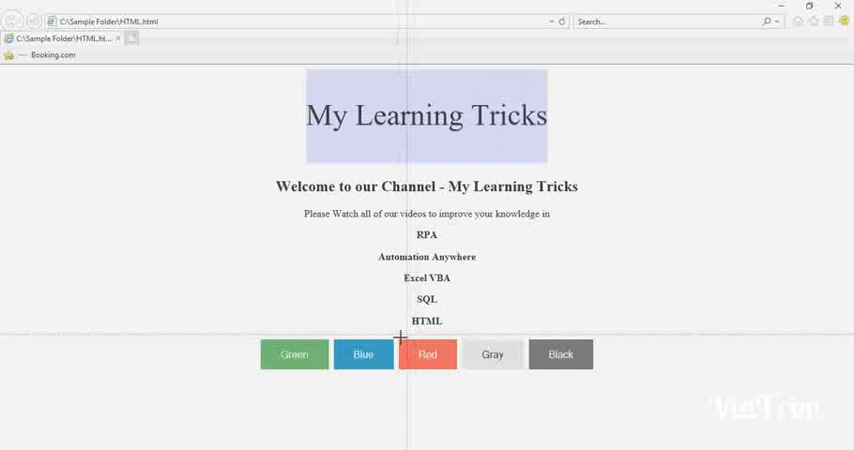 C:\Sample Folder\HTML.html
Search...
C:\Sample Folder\HTML.ht...
Booking.com
My Learning Tricks
Welcome to our Channel - My Learning Tricks
Please Watch all of our videos to improve your knowledge in
RPA
Automation Anywhere
Excel VBA
SQL
HTML
Green Blue Red Gray Black